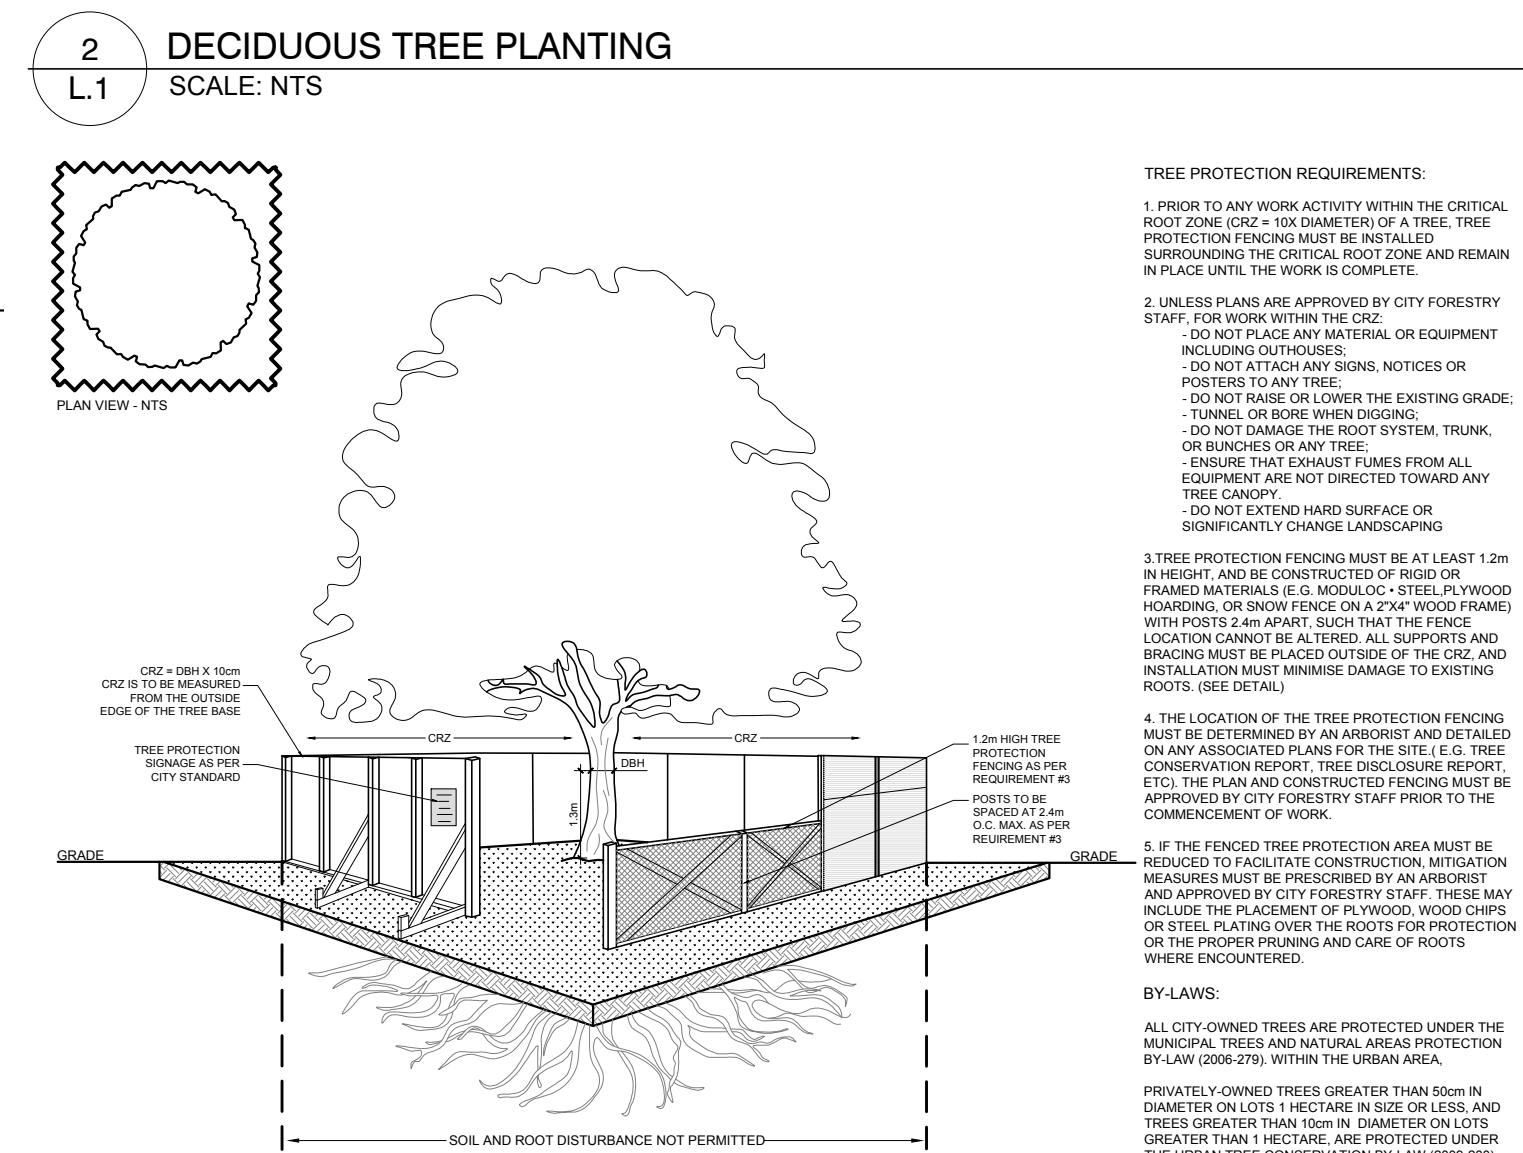 2
L.1
DECIDUOUS TREE PLANTING
SCALE: NTS
PLAN VIEW - NTS
CRZ = DBH X 10cm
CRZ IS TO BE MEASURED
FROM THE OUTSIDE
EDGE OF THE TREE BASE
TREE PROTECTION
SIGNAGE AS PER
CITY STANDARD
CRZ
CRZ
DBH
1.3m
1.2m HIGH TREE
PROTECTION
FENCING AS PER
REQUIREMENT #3
POSTS TO BE
SPACED AT 2.4m
O.C. MAX. AS PER
REUIREMENT #3
GRADE
GRADE
SOIL AND ROOT DISTURBANCE NOT PERMITTED
TREE PROTECTION REQUIREMENTS:
1. PRIOR TO ANY WORK ACTIVITY WITHIN THE CRITICAL
ROOT ZONE (CRZ = 10X DIAMETER) OF A TREE, TREE
PROTECTION FENCING MUST BE INSTALLED
SURROUNDING THE CRITICAL ROOT ZONE AND REMAIN
IN PLACE UNTIL THE WORK IS COMPLETE.
2. UNLESS PLANS ARE APPROVED BY CITY FORESTRY
STAFF, FOR WORK WITHIN THE CRZ:
- DO NOT PLACE ANY MATERIAL OR EQUIPMENT
INCLUDING OUTHOUSES;
- DO NOT ATTACH ANY SIGNS, NOTICES OR
POSTERS TO ANY TREE;
- DO NOT RAISE OR LOWER THE EXISTING GRADE;
- TUNNEL OR BORE WHEN DIGGING;
- DO NOT DAMAGE THE ROOT SYSTEM, TRUNK,
OR BUNCHES OR ANY TREE;
- ENSURE THAT EXHAUST FUMES FROM ALL
EQUIPMENT ARE NOT DIRECTED TOWARD ANY
TREE CANOPY.
- DO NOT EXTEND HARD SURFACE OR
SIGNIFICANTLY CHANGE LANDSCAPING
3.TREE PROTECTION FENCING MUST BE AT LEAST 1.2m
IN HEIGHT, AND BE CONSTRUCTED OF RIGID OR
FRAMED MATERIALS (E.G. MODULOC • STEEL,PLYWOOD
HOARDING, OR SNOW FENCE ON A 2"X4" WOOD FRAME)
WITH POSTS 2.4m APART, SUCH THAT THE FENCE
LOCATION CANNOT BE ALTERED. ALL SUPPORTS AND
BRACING MUST BE PLACED OUTSIDE OF THE CRZ, AND
INSTALLATION MUST MINIMISE DAMAGE TO EXISTING
ROOTS. (SEE DETAIL)
4. THE LOCATION OF THE TREE PROTECTION FENCING
MUST BE DETERMINED BY AN ARBORIST AND DETAILED
ON ANY ASSOCIATED PLANS FOR THE SITE.( E.G. TREE
CONSERVATION REPORT, TREE DISCLOSURE REPORT,
ETC). THE PLAN AND CONSTRUCTED FENCING MUST BE
APPROVED BY CITY FORESTRY STAFF PRIOR TO THE
COMMENCEMENT OF WORK.
5. IF THE FENCED TREE PROTECTION AREA MUST BE
REDUCED TO FACILITATE CONSTRUCTION, MITIGATION
MEASURES MUST BE PRESCRIBED BY AN ARBORIST
AND APPROVED BY CITY FORESTRY STAFF. THESE MAY
INCLUDE THE PLACEMENT OF PLYWOOD, WOOD CHIPS
OR STEEL PLATING OVER THE ROOTS FOR PROTECTION
OR THE PROPER PRUNING AND CARE OF ROOTS
WHERE ENCOUNTERED.
BY-LAWS:
ALL CITY-OWNED TREES ARE PROTECTED UNDER THE
MUNICIPAL TREES AND NATURAL AREAS PROTECTION
BY-LAW (2006-279). WITHIN THE URBAN AREA,
PRIVATELY-OWNED TREES GREATER THAN 50cm IN
DIAMETER ON LOTS 1 HECTARE IN SIZE OR LESS, AND
TREES GREATER THAN 10cm IN DIAMETER ON LOTS
GREATER THAN 1 HECTARE, ARE PROTECTED UNDER
THE URBAN TREE CONSERVATION BY-LAW